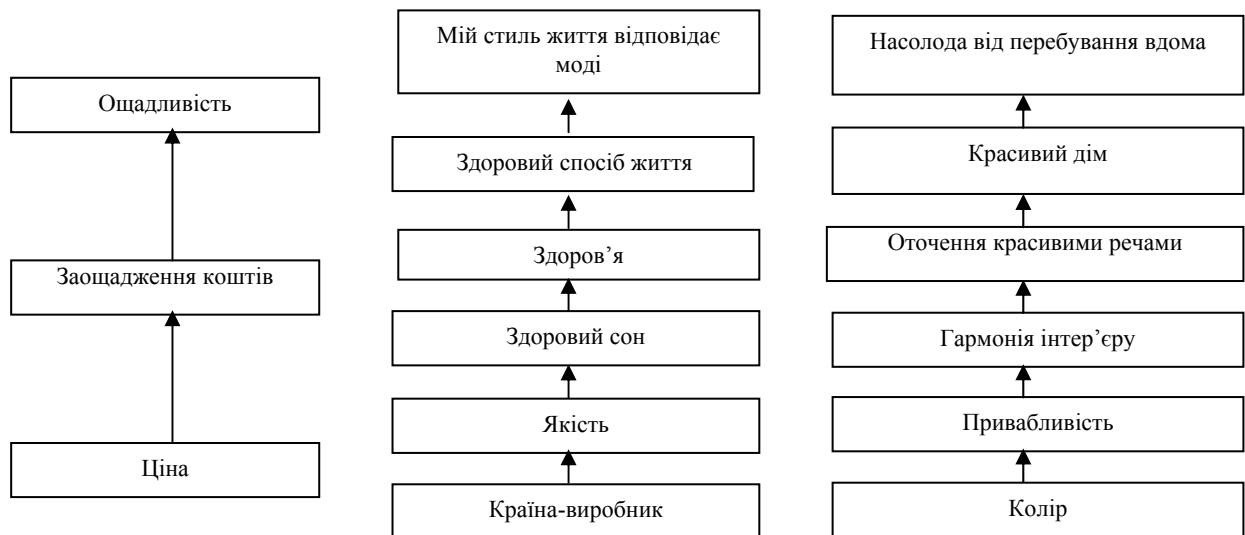 Ощадливість
Заощадження коштів
Ціна
Мій стиль життя відповідає
моді
Здоровий спосіб життя
Здоров’я
Здоровий сон
Якість
Країна-виробник
Насолода від перебування вдома
Красивий дім
Оточення красивими речами
Гармонія інтер’єру
Привабливість
Колір